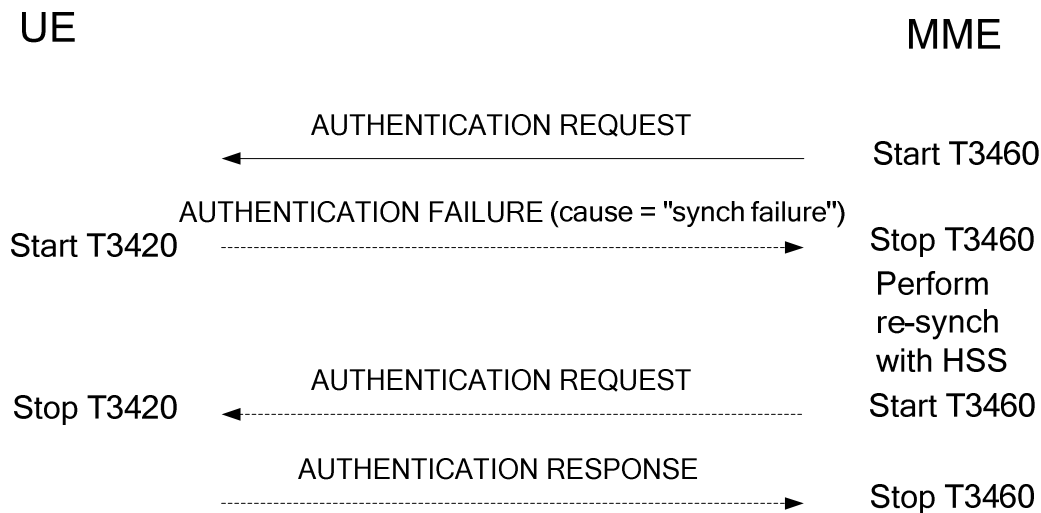 UE
MME
AUTHENTICATION REQUEST
Start T3460
AUTHENTICATION FAILURE (cause = "synch failure")
Start T3420
Stop T3460
Perform
re-synch
with HSS
AUTHENTICATION REQUEST
Stop T3420
Start T3460
AUTHENTICATION RESPONSE
Stop T3460